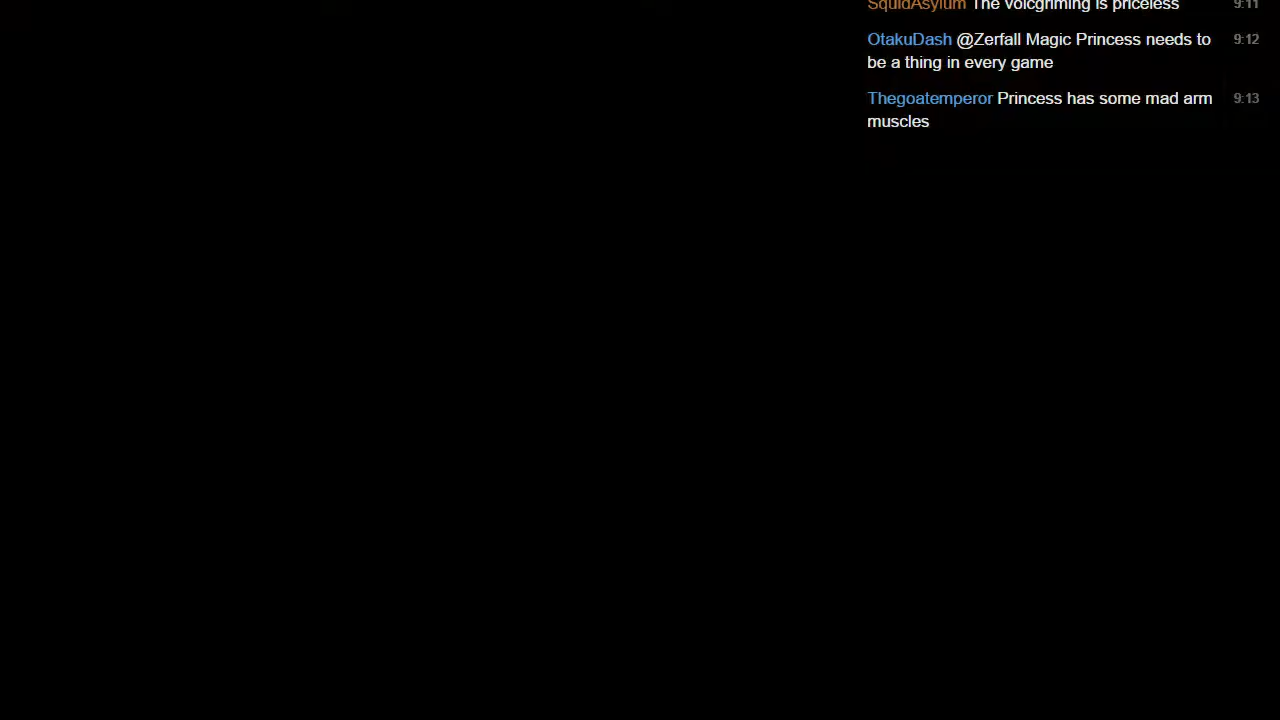 SquidAsylum The voicgriming is priceless 9:11
OtakuDash @Zerfall Magic Princess needs to 9:12
be a thing in every game
Thegoatemperor Princess has some mad arm 9:13
muscles